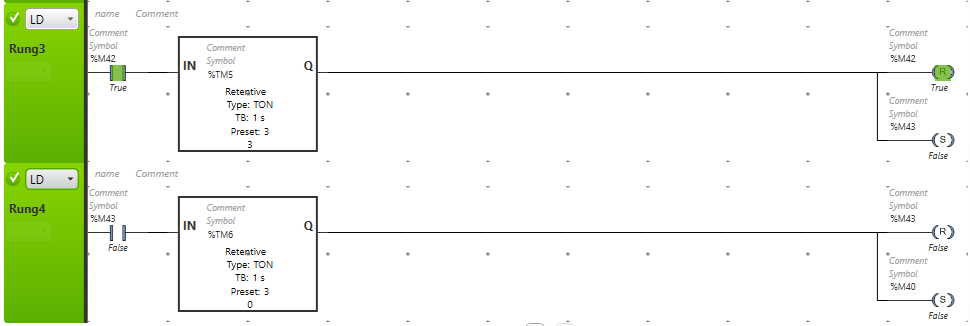 LD
name Comment
Rung3
Comment
Symbol
%M42
True
Comment
Symbol
%TM5
IN
Q
Retentive
Type: TON
TB: 1 s
Preset: 3
3
Comment
Symbol
%M42
R
True
Comment
Symbol
%M43
S
False
LD
name Comment
Rung4
Comment
Symbol
%M43
False
Comment
Symbol
%TM6
IN
Q
Retentive
Type: TON
TB: 1 s
Preset: 3
0
Comment
Symbol
%M43
R
False
Comment
Symbol
%M40
S
False